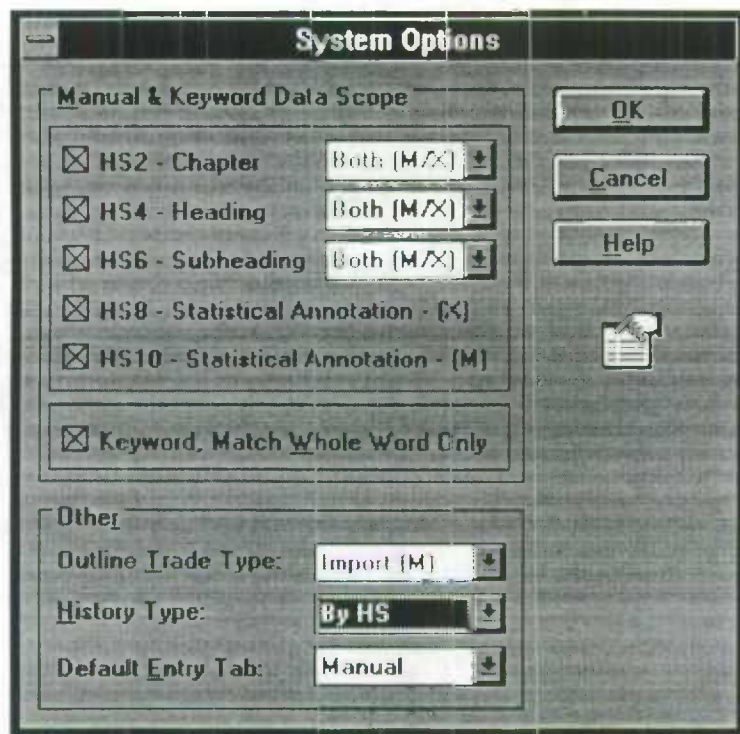 System Options
Manual & Keyword Data Scope
HS2 - Chapter Both (M/X)
HS4 - Heading Both (M/X)
HS6 - Subheading Both (M/X)
HS8 - Statistical Annotation - (X)
HS10 - Statistical Annotation - (M)
Keyword, Match Whole Word Only
OK
Cancel
Help
Other
Outline Trade Type: Import (M)
History Type: By HS
Default Entry Tab: Manual